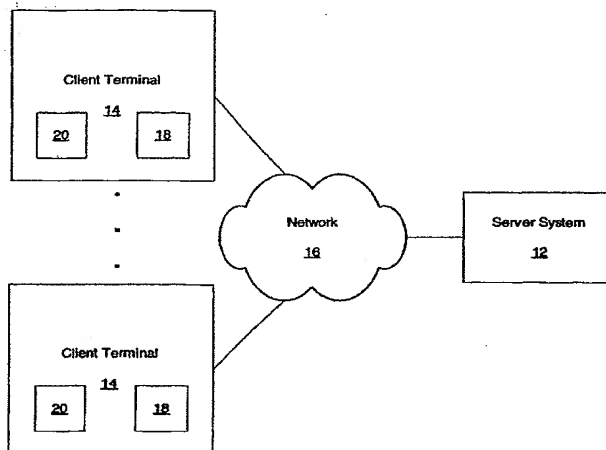 Client Terminal
14
20 18
Network
16
Server System
12
Client Terminal
14
20 18